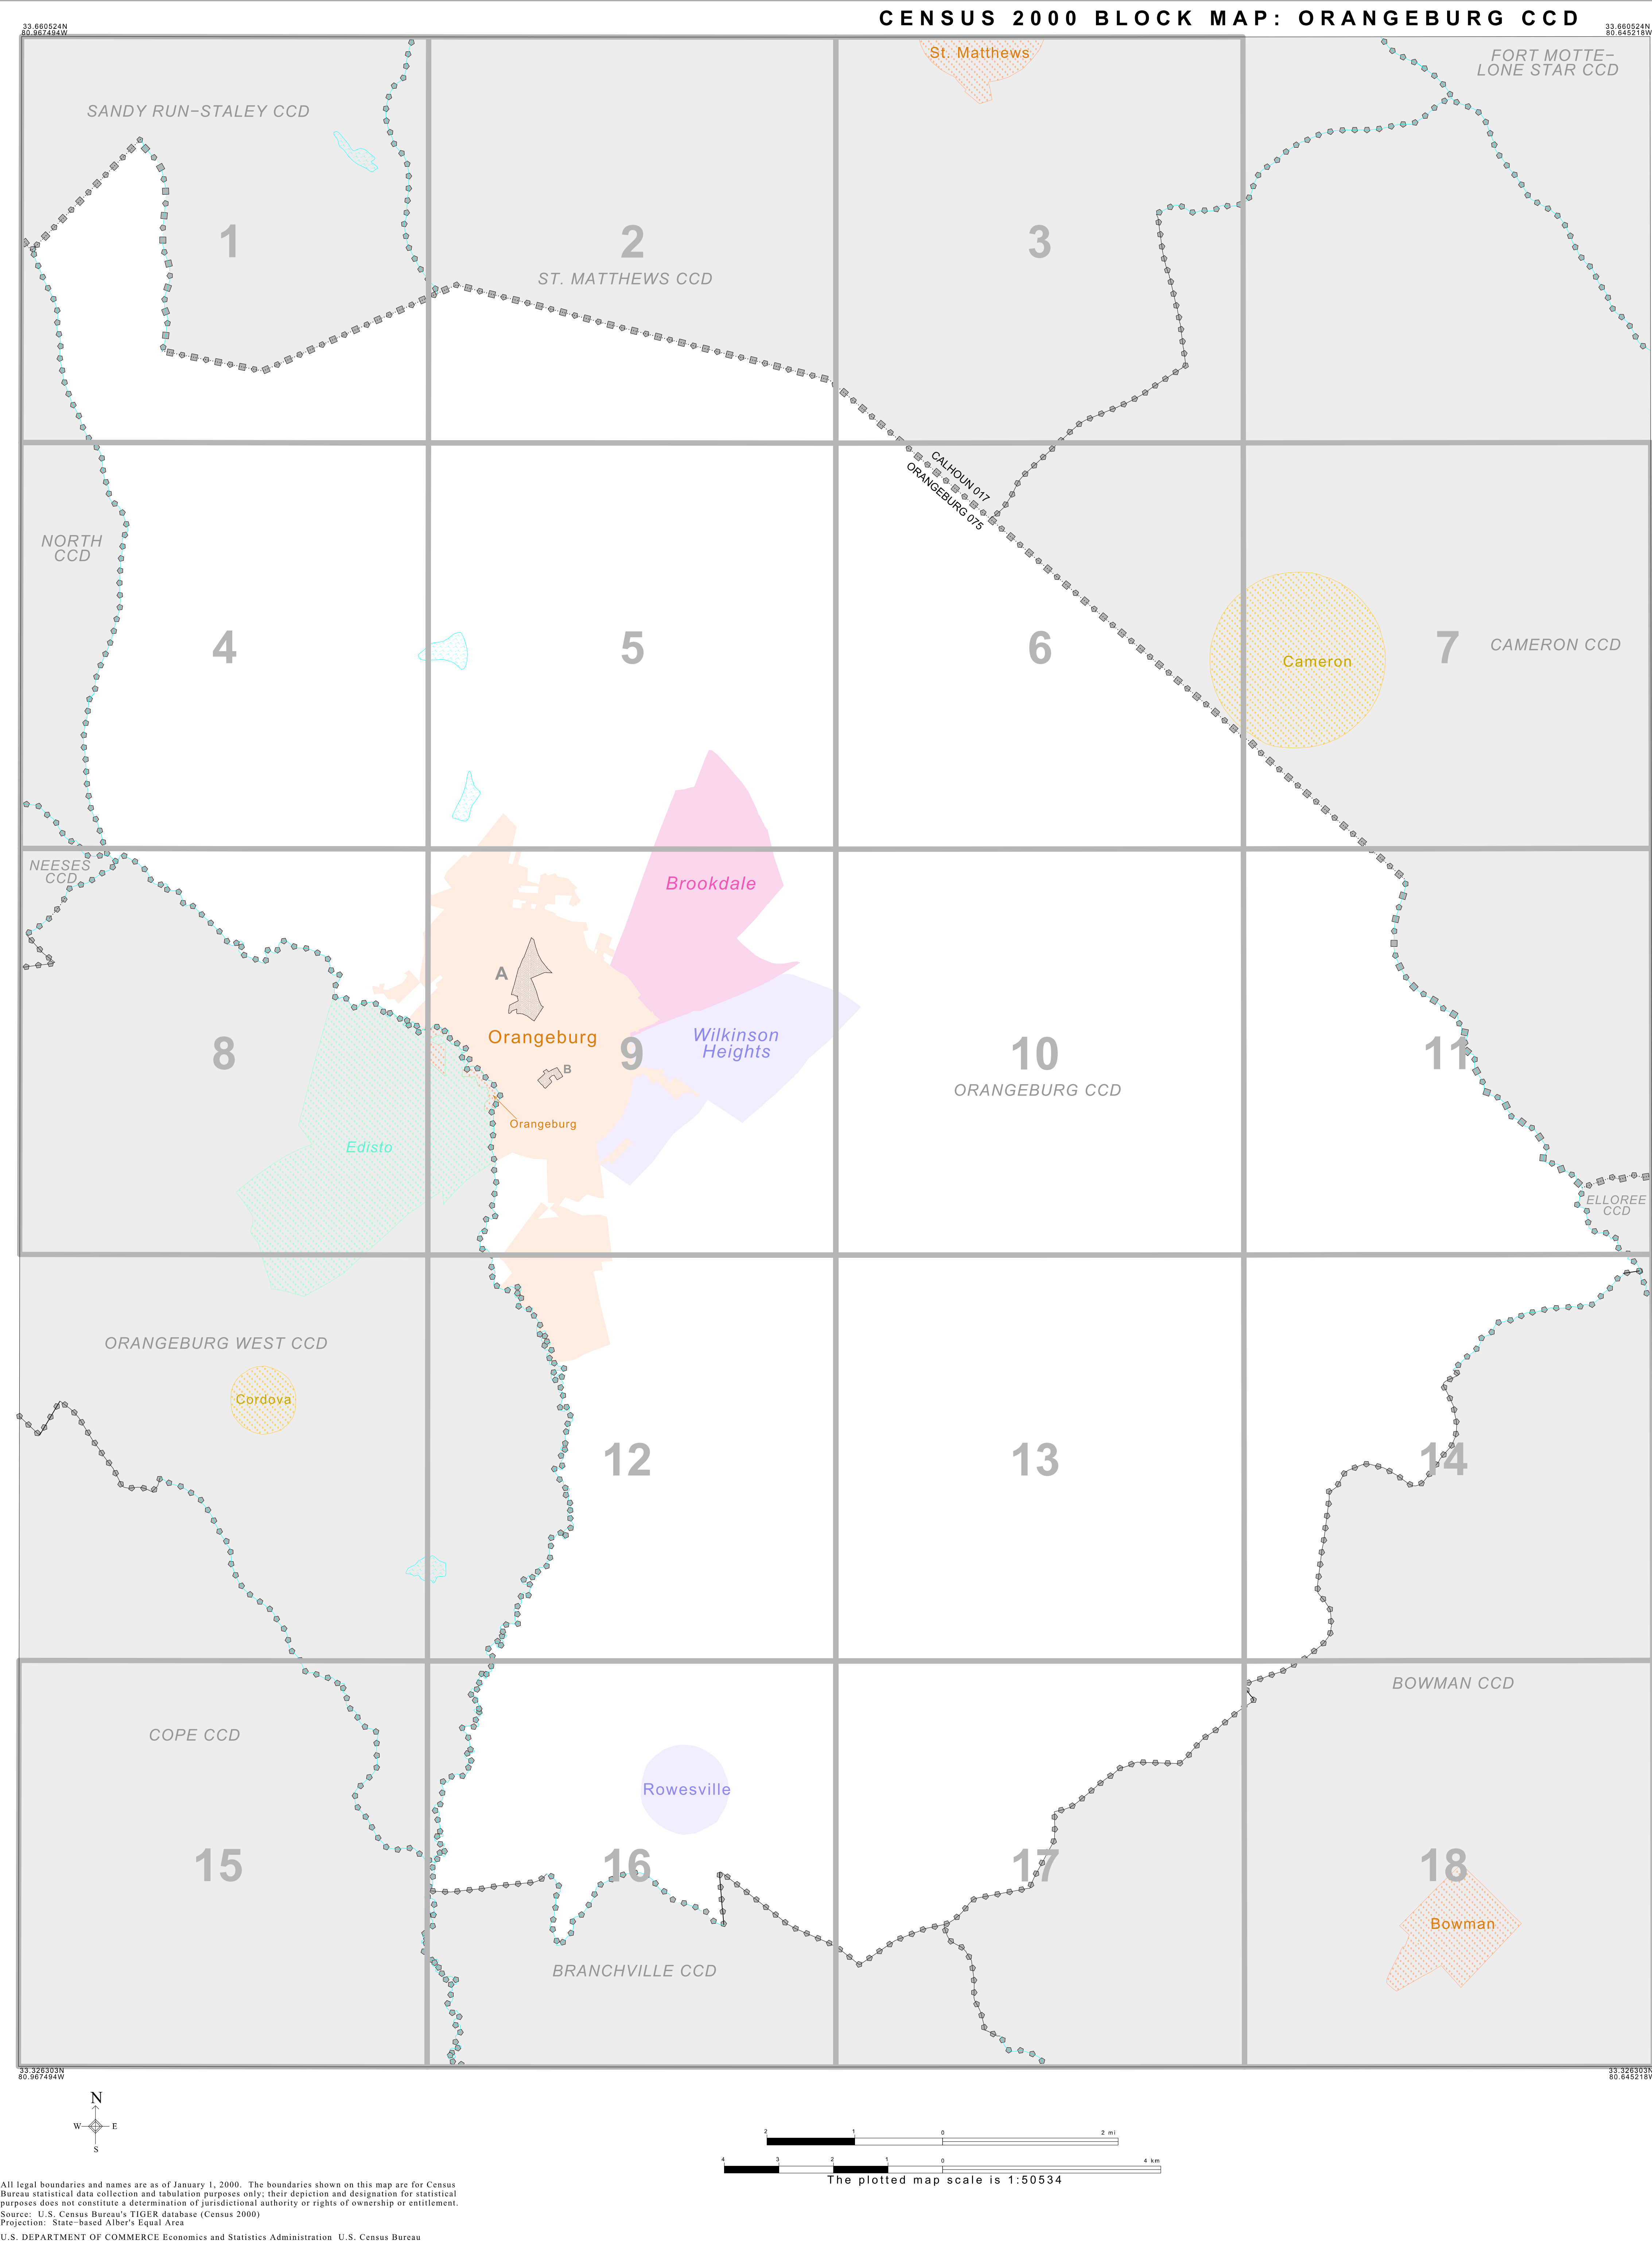 CENSUS 2000 BLOCK MAP: ORANGEBURG CCD
33.660524N
80.967494W
33.660524N
80.645218W
St. Matthews
FORT MOTTE−
LONE STAR CCD
SANDY RUN−STALEY CCD
1
2
3
ST. MATTHEWS CCD
CALHOUN 017
ORANGEBURG 075
NORTH
CCD
4
5
6
7
CAMERON CCD
Cameron
NEESES
CCD
Brookdale
A
Orangeburg
Wilkinson
Heights
8
9
10
11
B
ORANGEBURG CCD
Orangeburg
Edisto
ELLOREE
CCD
ORANGEBURG WEST CCD
Cordova
12
13
14
BOWMAN CCD
COPE CCD
Rowesville
15
16
17
18
Bowman
BRANCHVILLE CCD
33.326303N
80.967494W
33.326303N
80.645218W
N
W
E
S
2 1 0 2 mi
4 3 2 1 0 4 km
The plotted map scale is 1:50534
All legal boundaries and names are as of January 1, 2000. The boundaries shown on this map are for Census
Bureau statistical data collection and tabulation purposes only; their depiction and designation for statistical
purposes does not constitute a determination of jurisdictional authority or rights of ownership or entitlement.
Source: U.S. Census Bureau's TIGER database (Census 2000)
Projection: State−based Alber's Equal Area
U.S. DEPARTMENT OF COMMERCE Economics and Statistics Administration U.S. Census Bureau